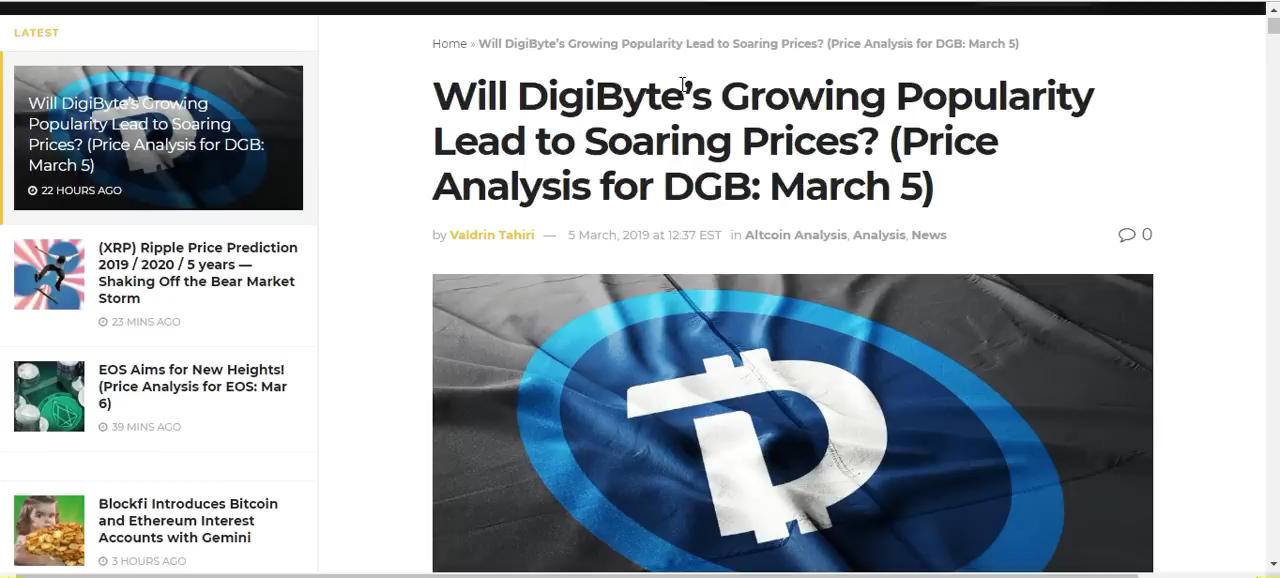 LATEST
Will DigiByte's Growing
Popularity Lead to Soaring
Prices? (Price Analysis for DGB:
March 5)
22 HOURS AGO
(XRP) Ripple Price Prediction
2019 / 2020 / 5 years —
Shaking Off the Bear Market
Storm
23 MINS AGO
EOS Aims for New Heights!
(Price Analysis for EOS: Mar
6)
39 MINS AGO
Blockfi Introduces Bitcoin
and Ethereum Interest
Accounts with Gemini
3 HOURS AGO
Home » Will DigiByte's Growing Popularity Lead to Soaring Prices? (Price Analysis for DGB: March 5)
Will DigiByte's Growing Popularity
Lead to Soaring Prices? (Price
Analysis for DGB: March 5)
by Valdrin Tahiri — 5 March, 2019 at 12:37 EST in Altcoin Analysis, Analysis, News
0